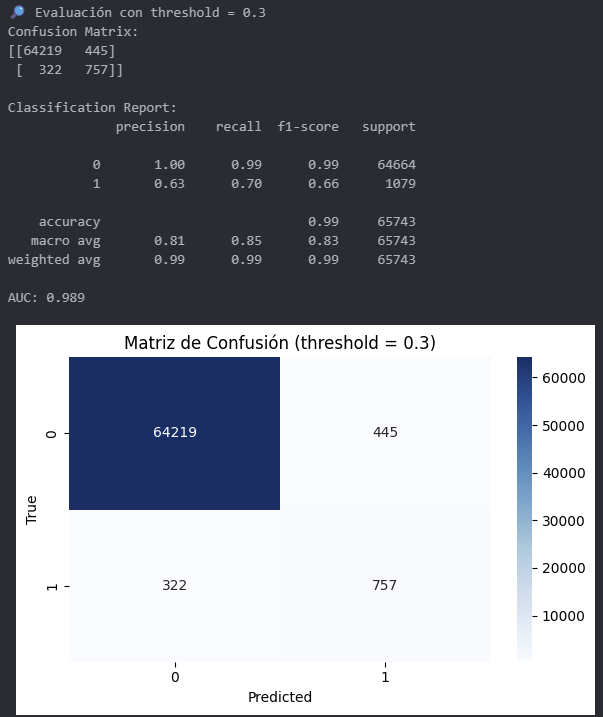 🔎 Evaluación con threshold = 0.3
Confusion Matrix:
[[64219   445]
 [  322   757]]
Classification Report:
              precision    recall  f1-score   support
           0       1.00      0.99      0.99     64664
           1       0.63      0.70      0.66      1079
    accuracy                           0.99     65743
   macro avg       0.81      0.85      0.83     65743
weighted avg       0.99      0.99      0.99     65743
AUC: 0.989
Matriz de Confusión (threshold = 0.3)
60000
50000
40000
30000
20000
10000
True
0
1
64219 445
322 757
0 1
Predicted